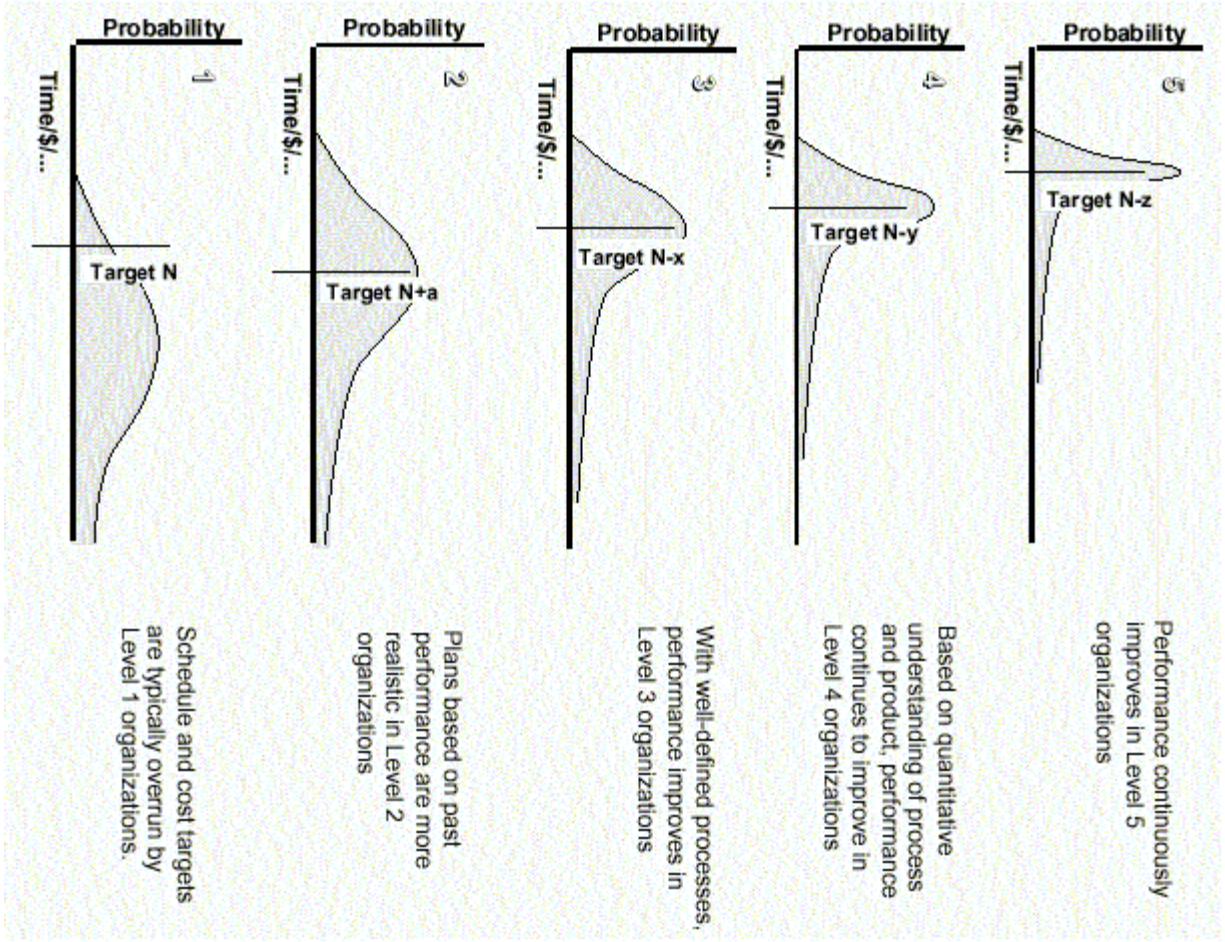 Probability
1
Time/$/...
Target N
Schedule and cost targets
are typically overrun by
Level 1 organizations.
Probability
2
Time/$/...
Target N+a
Plans based on past
performance are more
realistic in Level 2
organizations
Probability
3
Time/$/...
Target N-x
With well-defined processes,
performance improves in
Level 3 organizations
Probability
4
Time/$/...
Target N-y
Based on quantitative
understanding of process
and product, performance
continues to improve in
Level 4 organizations
Probability
5
Time/$/...
Target N-z
Performance continuously
improves in Level 5
organizations